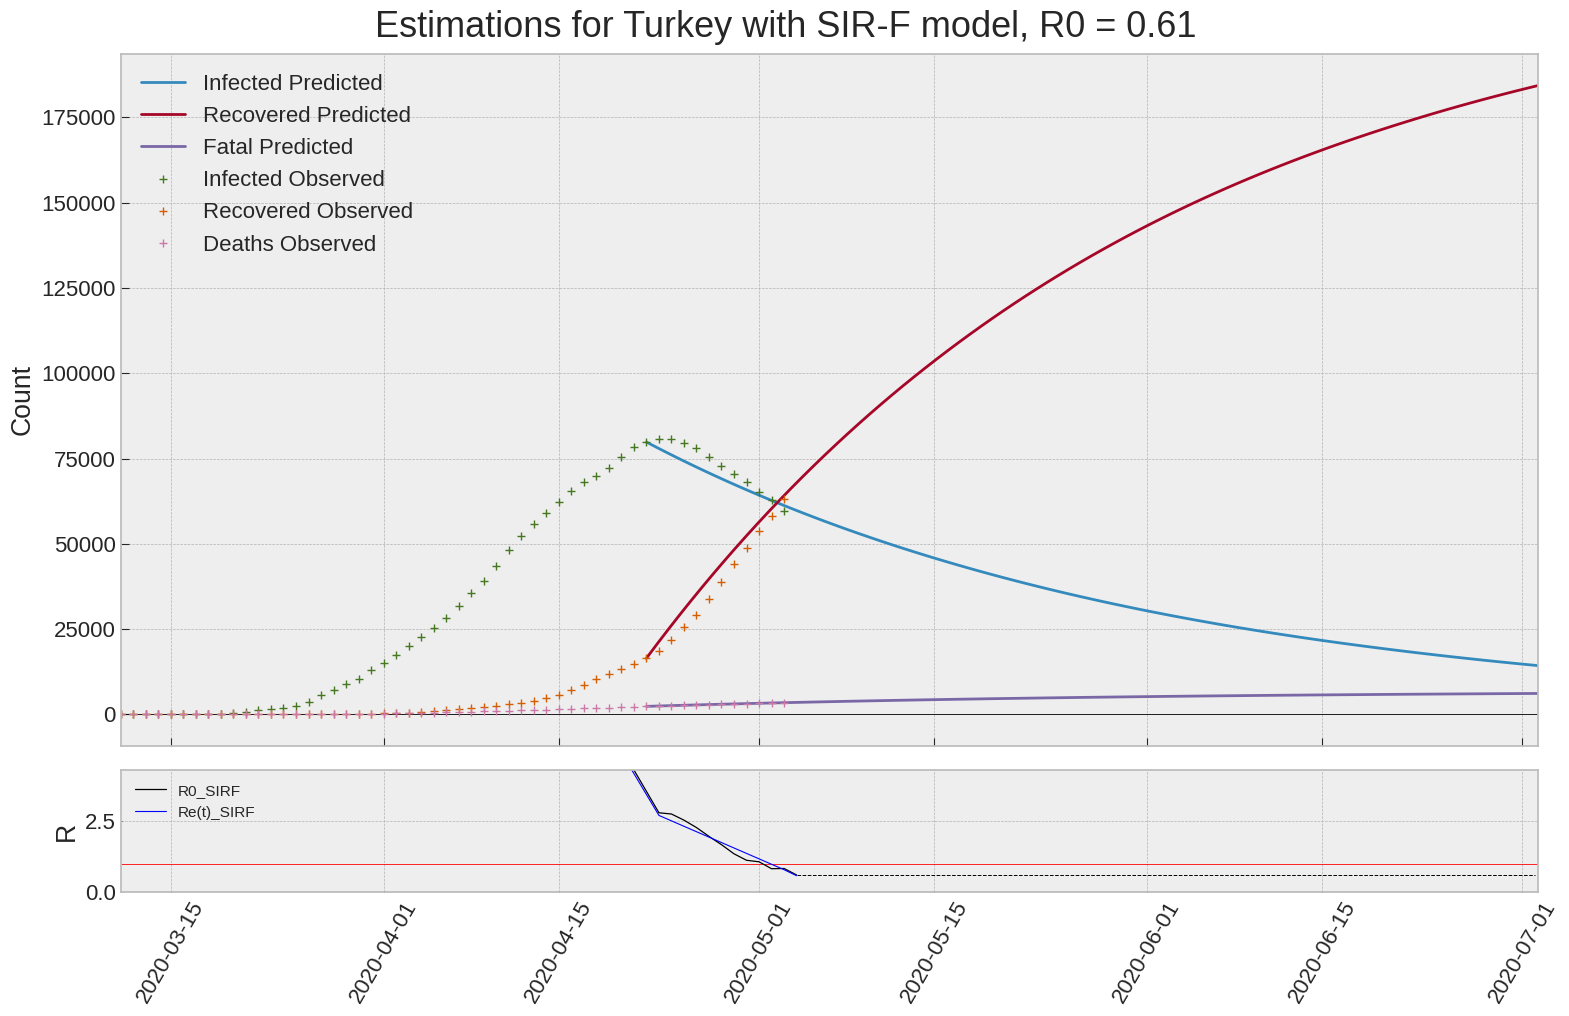 Estimations for Turkey with SIR-F model, R0 = 0.61
Infected Predicted
Recovered Predicted
Fatal Predicted
Infected Observed
Recovered Observed
Deaths Observed
175000
150000
125000
100000
75000
50000
25000
0
Count
R0_SIRF
Re(t)_SIRF
2.5
0.0
R
2020-03-15
2020-04-01
2020-04-15
2020-05-01
2020-05-15
2020-06-01
2020-06-15
2020-07-01